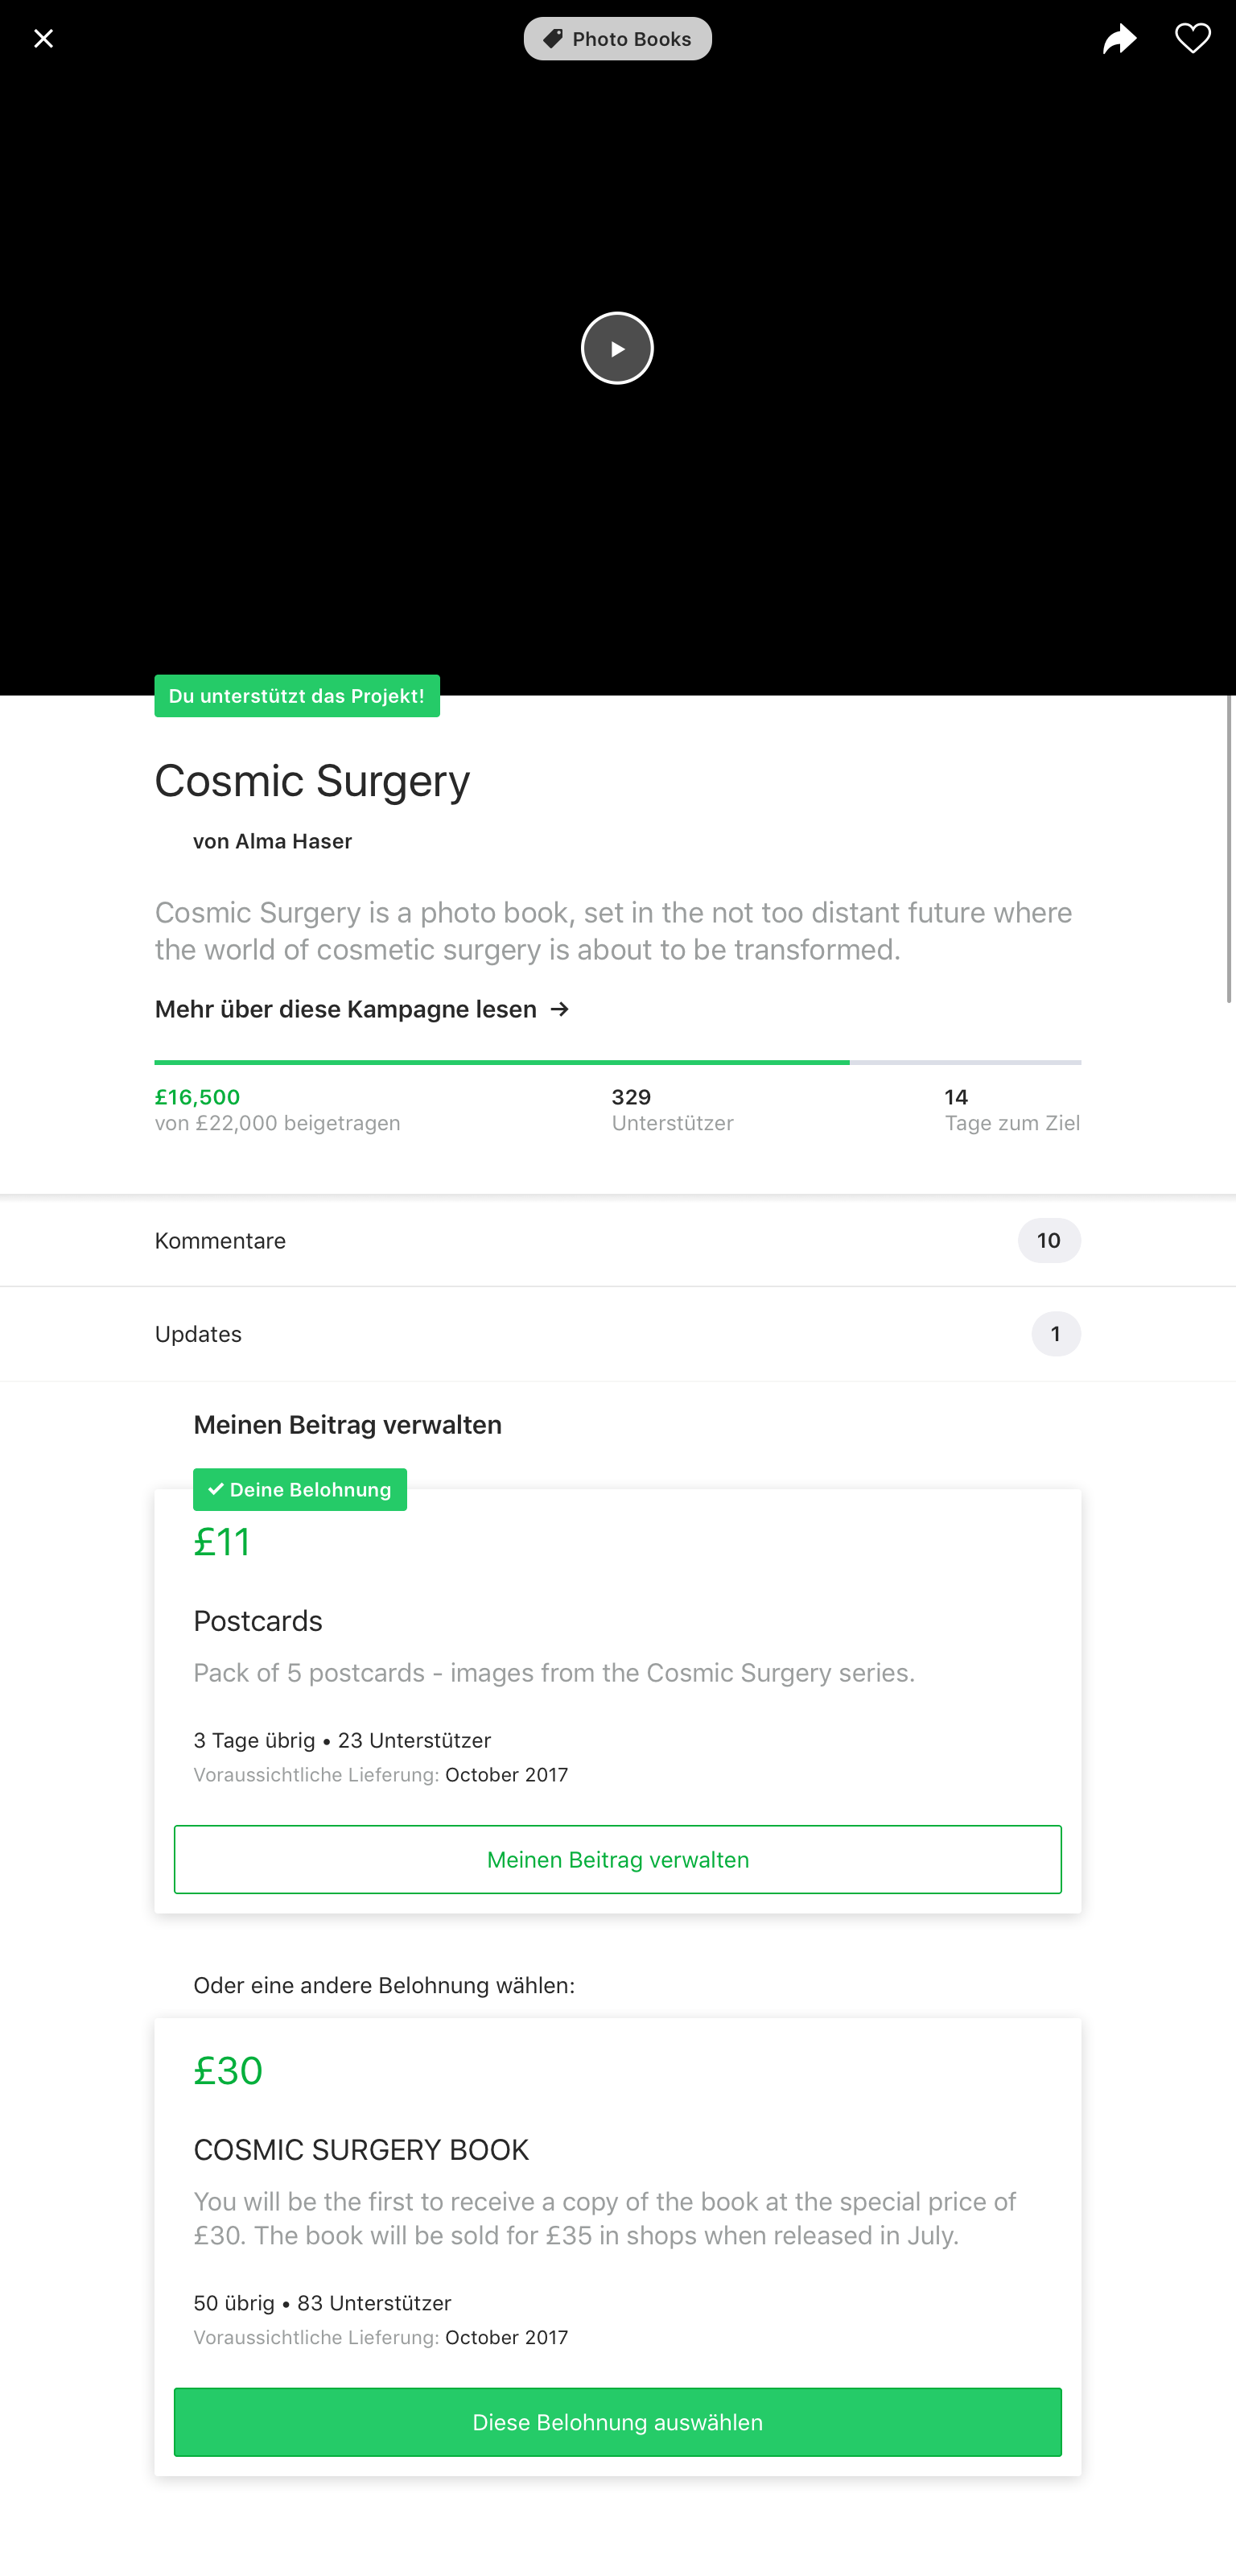 Photo Books
Du unterstützt das Projekt!
Cosmic Surgery
von Alma Haser
Cosmic Surgery is a photo book, set in the not too distant future where
the world of cosmetic surgery is about to be transformed.
Mehr über diese Kampagne lesen →
£16,500
von £22,000 beigetragen
329
Unterstützer
14
Tage zum Ziel
Kommentare
10
Updates
1
Meinen Beitrag verwalten
✓ Deine Belohnung
£11
Postcards
Pack of 5 postcards - images from the Cosmic Surgery series.
3 Tage übrig • 23 Unterstützer
Voraussichtliche Lieferung: October 2017
Meinen Beitrag verwalten
Oder eine andere Belohnung wählen:
£30
COSMIC SURGERY BOOK
You will be the first to receive a copy of the book at the special price of
£30. The book will be sold for £35 in shops when released in July.
50 übrig • 83 Unterstützer
Voraussichtliche Lieferung: October 2017
Diese Belohnung auswählen